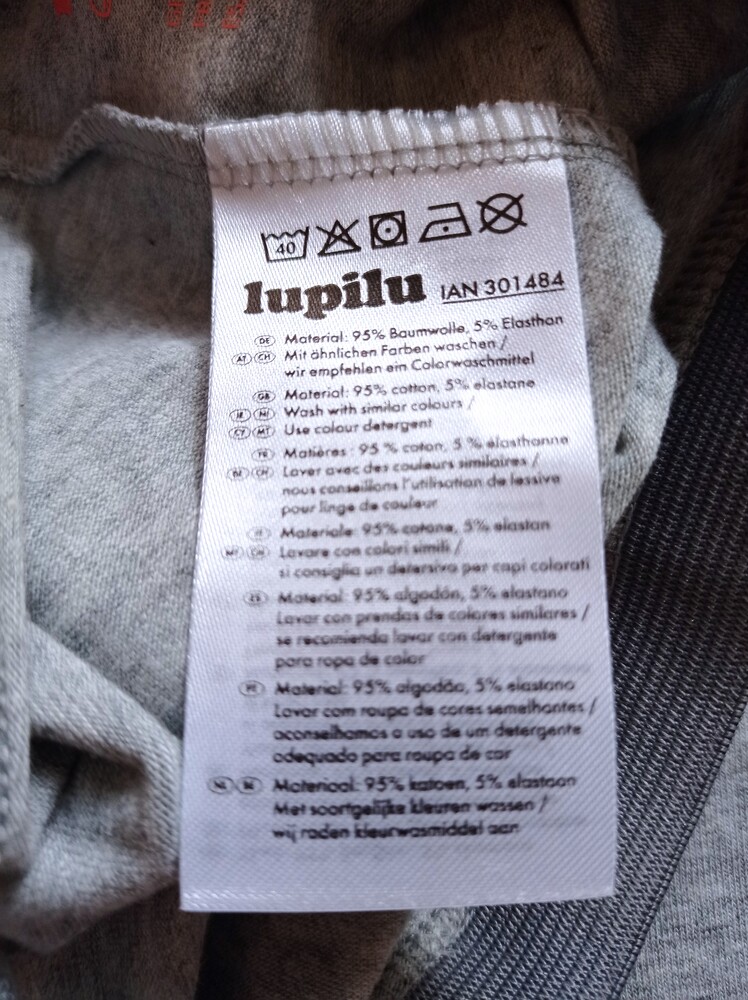 40
lupilu IAN 301484
DE Material: 95% Baumwolle, 5% Elasthan
AT CH Mit ähnlichen Farben waschen /
wir empfehlen ein Colorwaschmittel
GB Material: 95% cotton, 5% elastane
IE NI Wash with similar colours /
CY MT Use colour detergent
FR Matières: 95 % coton, 5 % élasthanne
BE CH Laver avec des couleurs similaires /
nous conseillons l'utilisation de lessive
pour linge de couleur
IT Materiale: 95% cotone, 5% elastan
MT CH Lavare con colori simili /
si consiglia un detersivo per capi colorati
ES Material: 95% algodón, 5% elastano
Lavar con prendas de colores similares /
se recomienda lavar con detergente
para ropa de color
PT Material: 95% algodão, 5% elastano
Lavar com roupa de cores semelhantes /
aconselhamos o uso de um detergente
adequado para roupa de cor
NL BE Materiaal: 95% katoen, 5% elastaan
Met soortgelijke kleuren wassen /
wij raden kleurwasmiddel aan